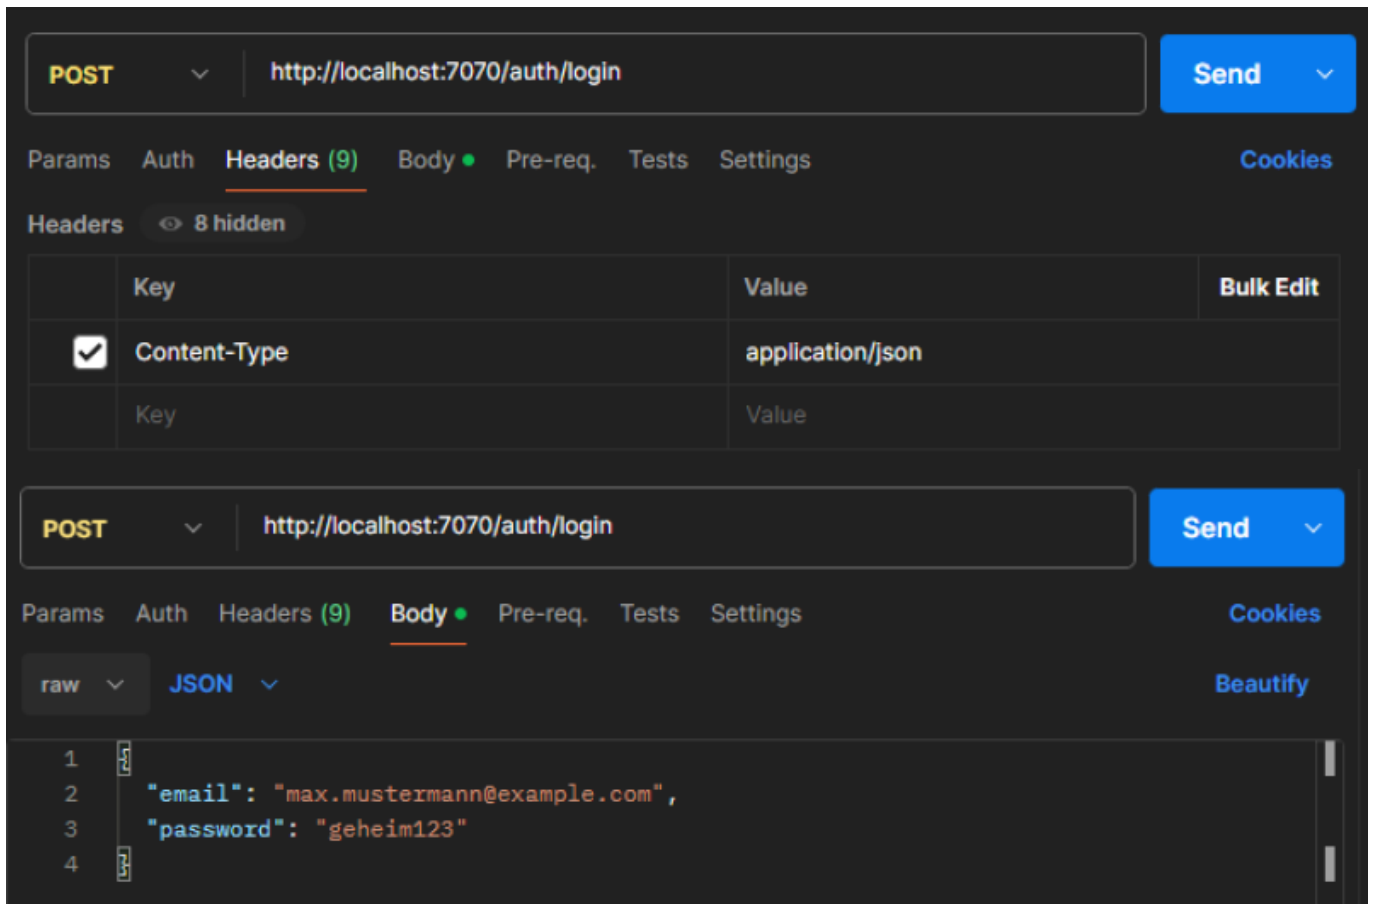 POST http://localhost:7070/auth/login Send
Params Auth Headers (9) Body Pre-req. Tests Settings Cookies
Headers 8 hidden
Key Value Bulk Edit
Content-Type application/json
Key Value
POST http://localhost:7070/auth/login Send
Params Auth Headers (9) Body Pre-req. Tests Settings Cookies
raw JSON Beautify
1 {
2 "email": "max.mustermann@example.com",
3 "password": "geheim123"
4 }